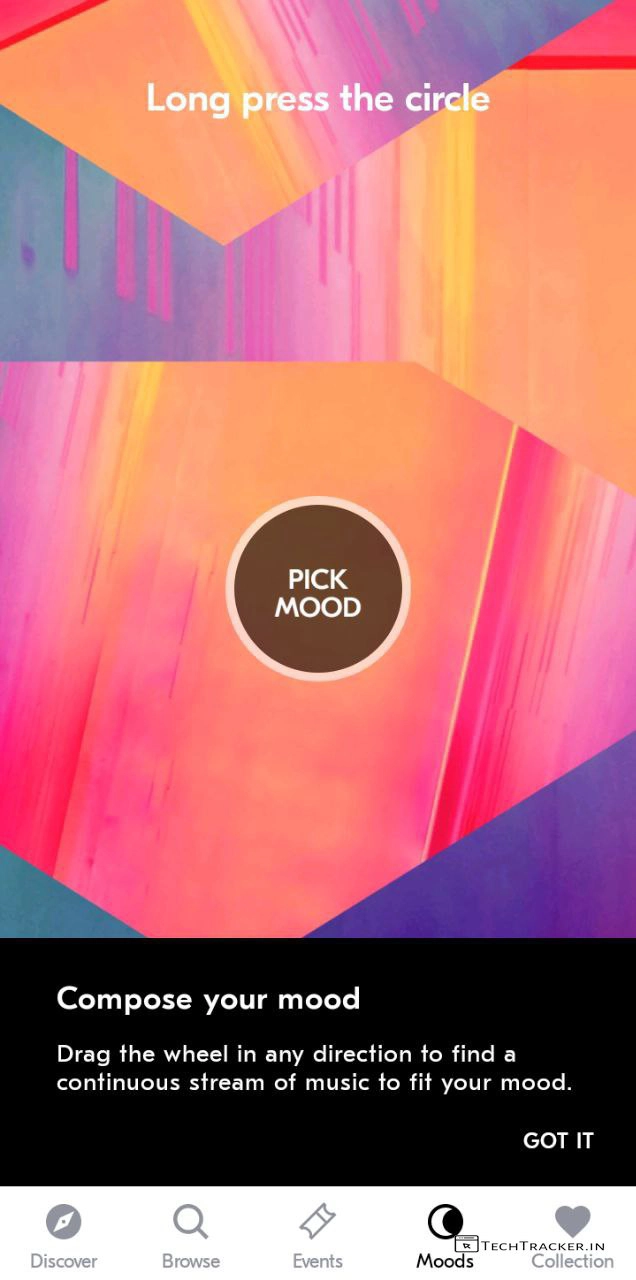 Long press the circle
PICK
MOOD
Compose your mood
Drag the wheel in any direction to find a
continuous stream of music to fit your mood.
GOT IT
Discover
Browse
Events
Moods
Collection
TECHTRACKER.IN